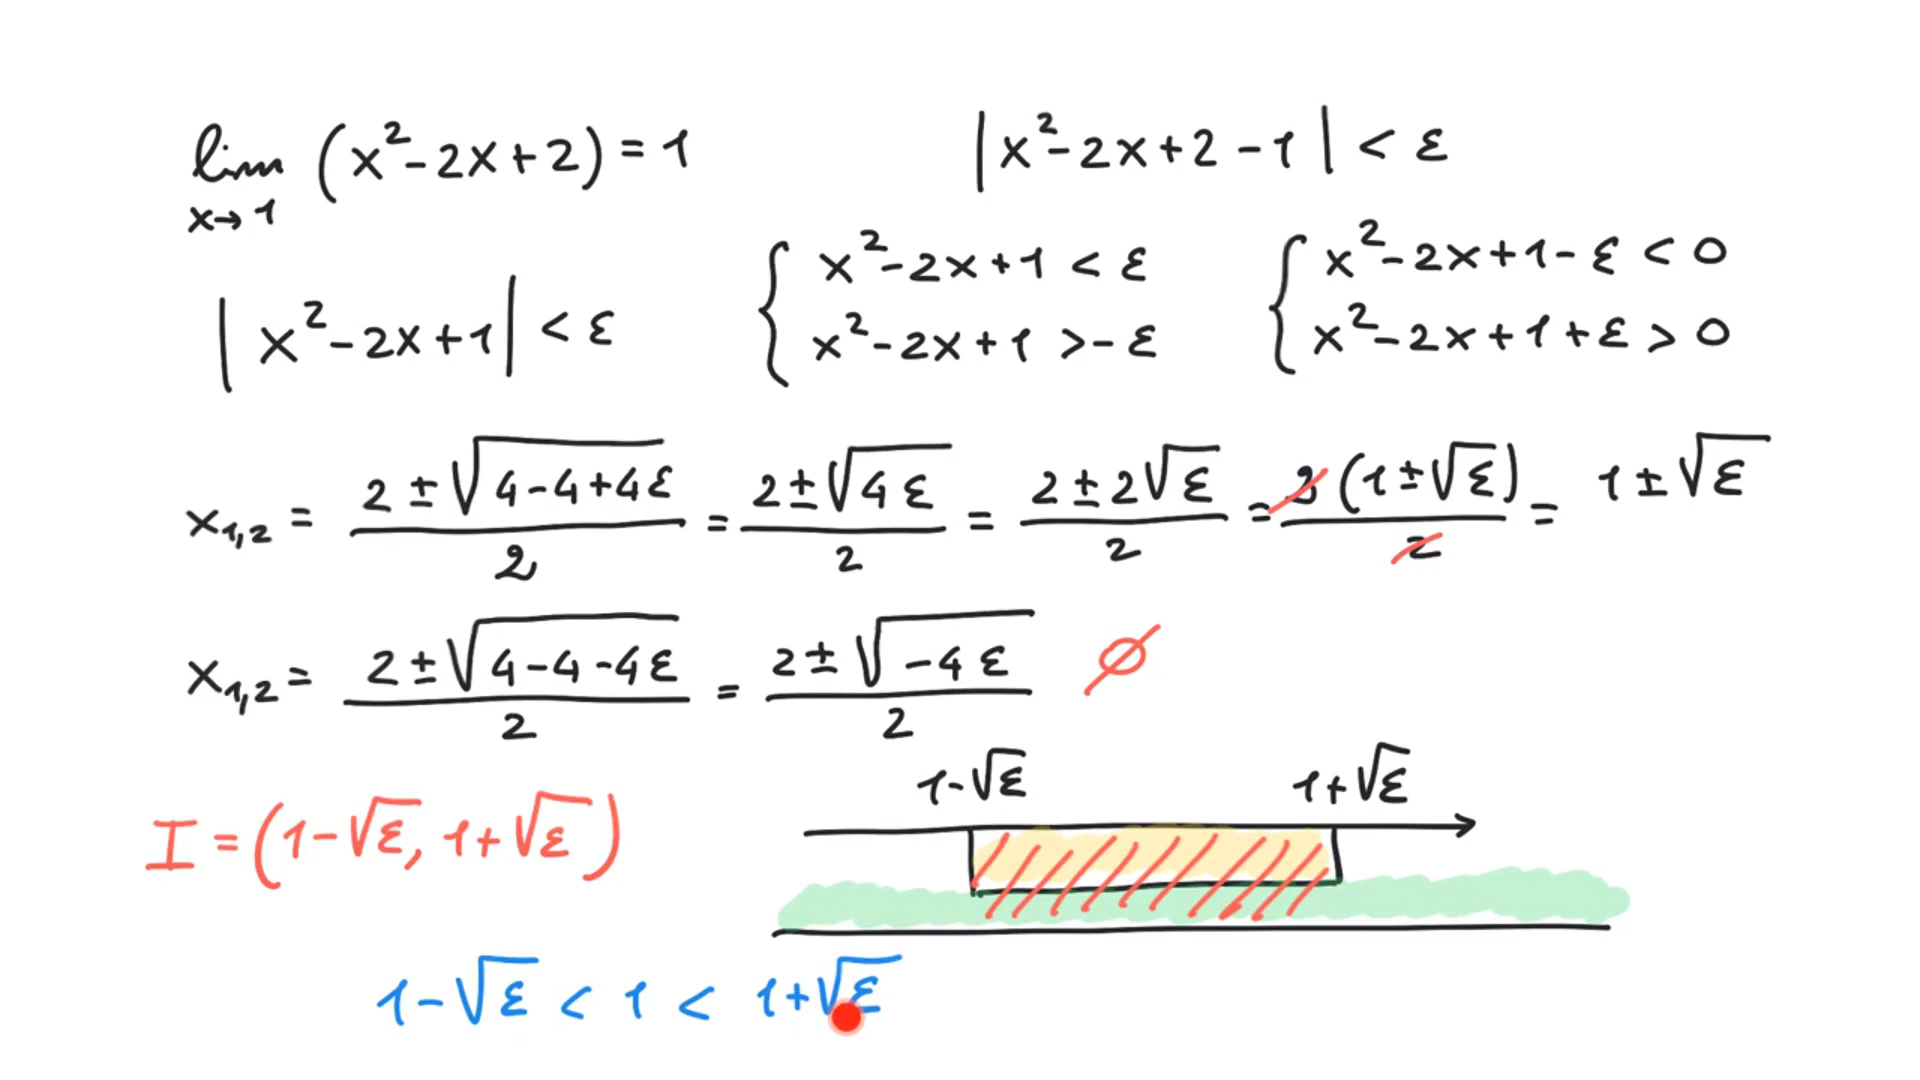 lim x→1 (x²-2x+2) = 1
|x²-2x+2-1| < ε
|x²-2x+1| < ε
{ x²-2x+1 < ε
x²-2x+1 >-ε
{ x²-2x+1-ε < 0
x²-2x+1+ε > 0
x₁,₂ = (2±√(4-4+4ε))/2 = (2±√(4ε))/2 = (2±2√ε)/2 = 2(1±√ε)/2 = 1±√ε
x₁,₂ = (2±√(4-4-4ε))/2 = (2±√(-4ε))/2 ∅
1-√ε 1+√ε
I = (1-√ε, 1+√ε)
1-√ε < 1 < 1+√ε